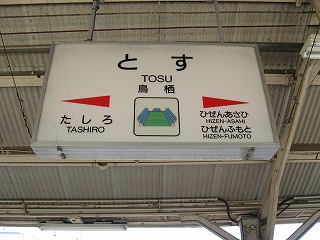 とす
TOSU
鳥栖
たしろ
TASHIRO
ひぜんあさひ
HIZEN-ASAHI
ひぜんふもと
HIZEN-FUMOTO